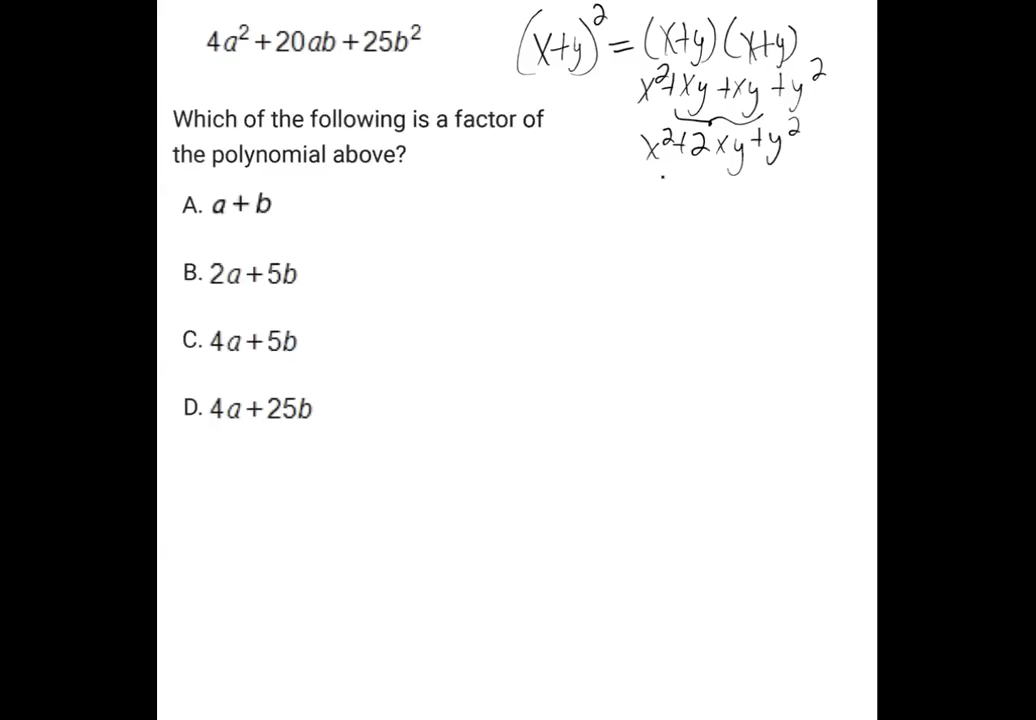 4a² + 20ab + 25b²
(x+y)² = (x+y)(x+y)
x²+xy+xy+y²
x²+2xy+y²
Which of the following is a factor of
the polynomial above?
A. a + b
B. 2a + 5b
C. 4a + 5b
D. 4a + 25b